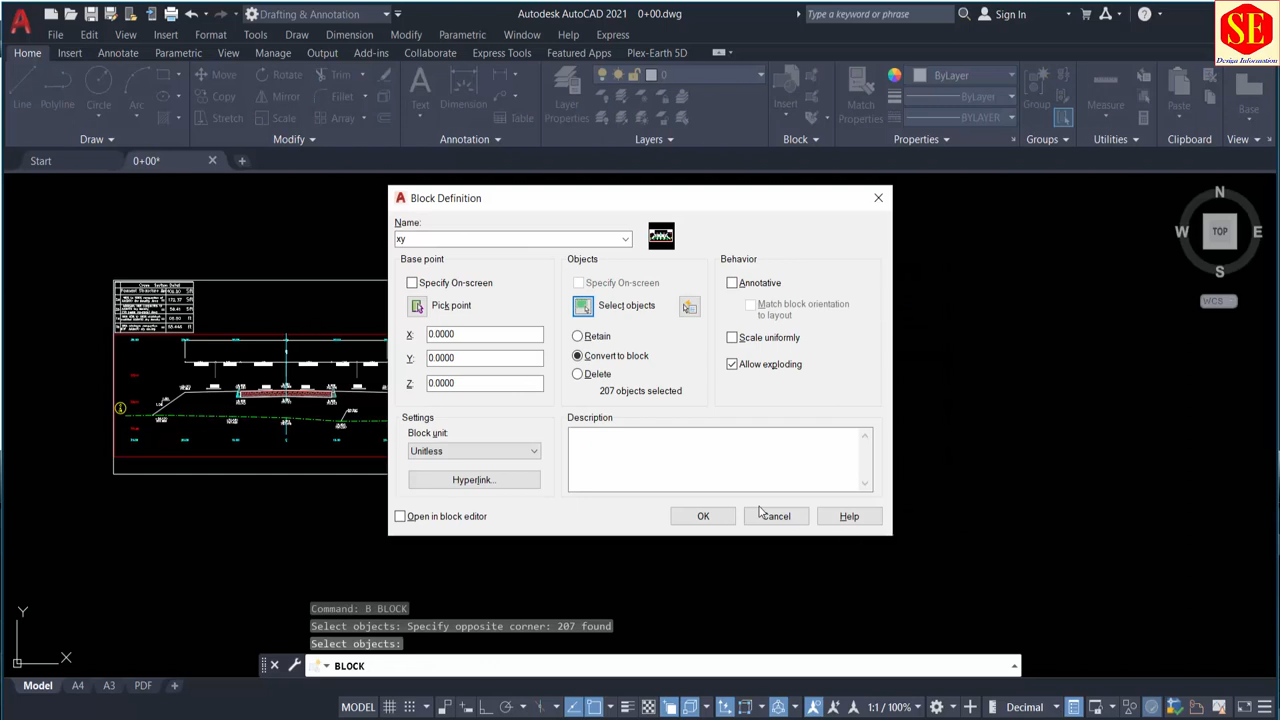 Drafting & Annotation
Autodesk AutoCAD 2021 0+00.dwg
Type a keyword or phrase
Sign In
SE
Design Information
File Edit View Insert Format Tools Draw Dimension Modify Parametric Window Help Express
Home Insert Annotate Parametric View Manage Output Add-ins Collaborate Express Tools Featured Apps Plex-Earth 5D
Line Polyline Circle Arc
Move Rotate Trim
Copy Mirror Fillet
Stretch Scale Array
Text Dimension Table
Layer Properties
0
Insert
Match Properties
ByLayer
ByLayer
BYLAYER
Group
Measure
Paste
Base
Draw Modify Annotation Layers Block Properties Groups Utilities Clipboard View
Start 0+00*
Block Definition
Name:
xy
Base point
Specify On-screen
Pick point
X: 0.0000
Y: 0.0000
Z: 0.0000
Objects
Specify On-screen
Select objects
Retain
Convert to block
Delete
207 objects selected
Behavior
Annotative
Match block orientation
to layout
Scale uniformly
Allow exploding
Settings
Block unit:
Unitless
Hyperlink...
Description
Open in block editor
OK Cancel Help
N
W TOP E
S
WCS
Y
X
Command: B BLOCK
Select objects: Specify opposite corner: 207 found
Select objects:
BLOCK
Model A4 A3 PDF
MODEL 1:1 / 100% Decimal